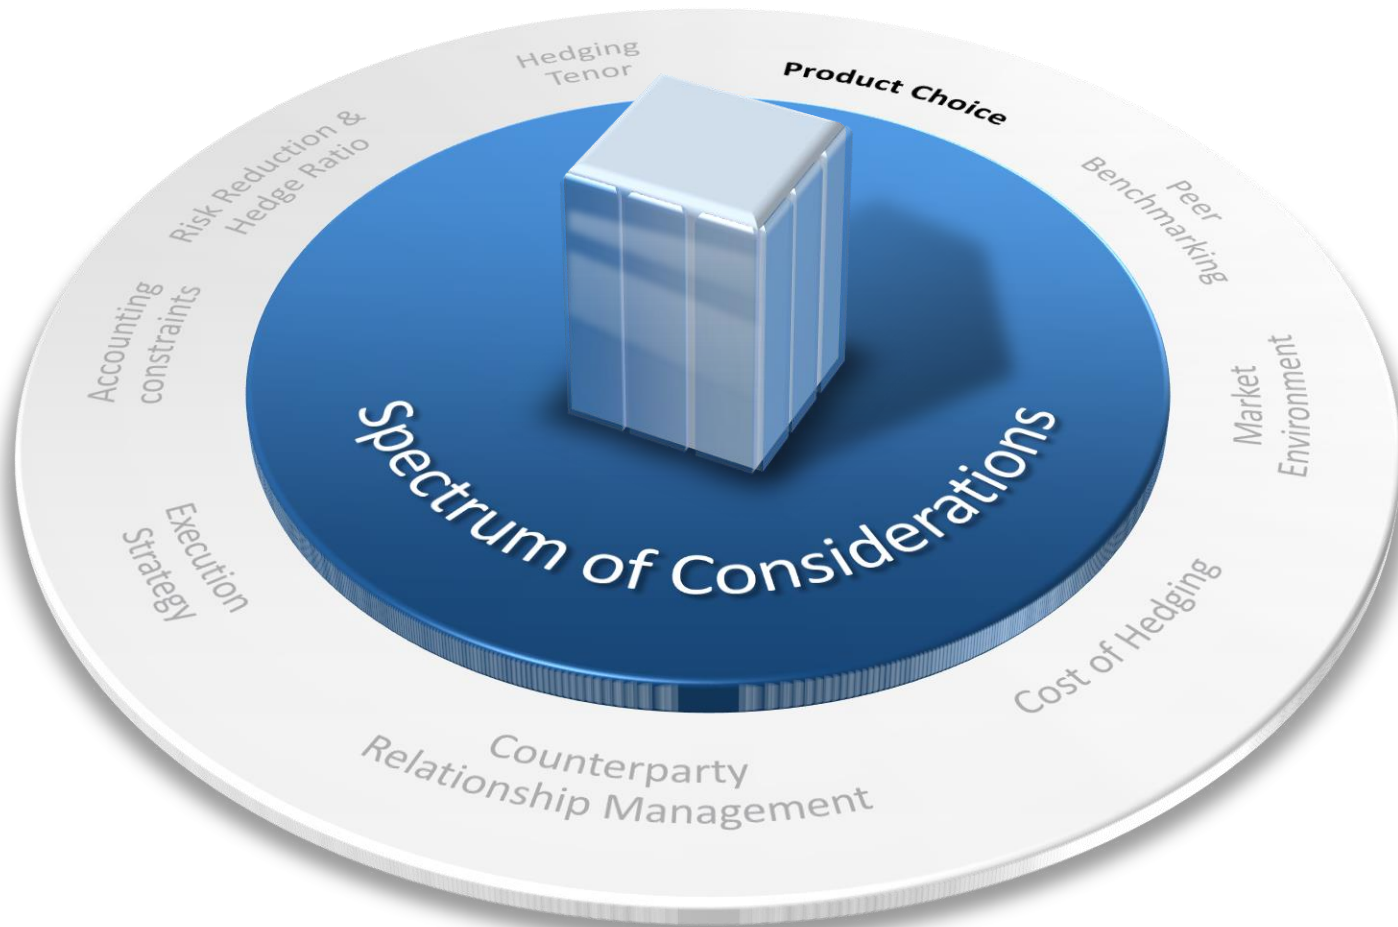 Hedging
Tenor
Product Choice
Peer
Benchmarking
Market
Environment
Cost of Hedging
Counterparty
Relationship Management
Execution
Strategy
Accounting
constraints
Risk Reduction &
Hedge Ratio
Spectrum of Considerations